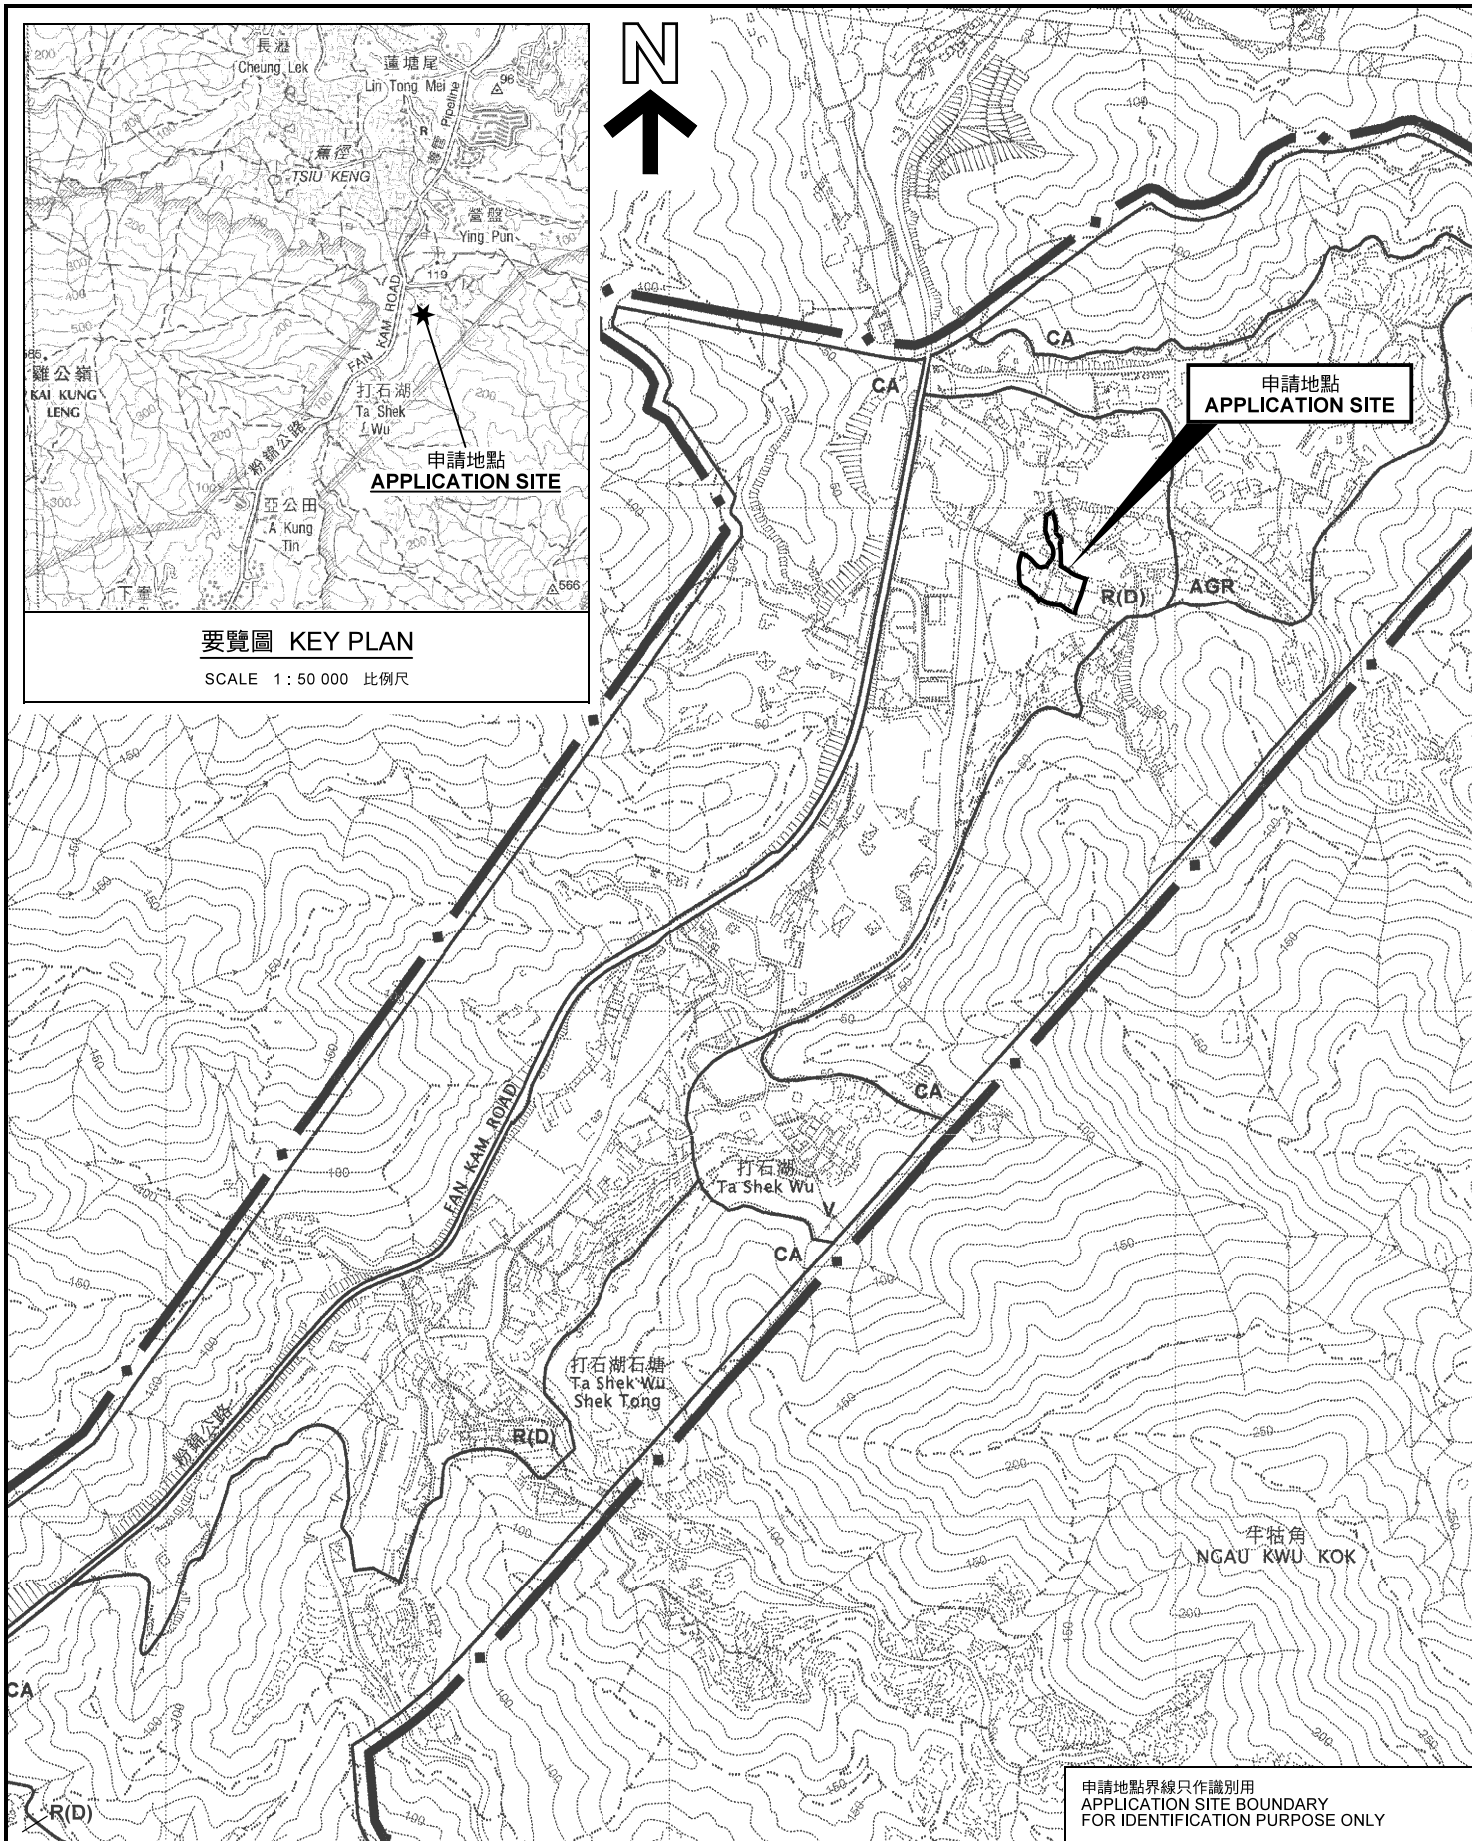 長瀝
Cheung Lek
蓮塘尾
Lin Tong Mei
96
R
導管 Pipeline
蕉徑
TSIU KENG
營盤
Ying Pun
119
FAN KAM ROAD
雞公嶺
KAI KUNG
LENG
打石湖
Ta Shek
Wu
粉錦公路
申請地點
APPLICATION SITE
亞公田
A Kung
Tin
下輋
566
要覽圖 KEY PLAN
SCALE 1 : 50 000 比例尺
N
CA
CA
申請地點
APPLICATION SITE
R(D)
AGR
CA
FAN KAM ROAD
打石湖
Ta Shek Wu
V
CA
打石湖石塘
Ta Shek Wu
Shek Tong
R(D)
粉錦公路
牛牯角
NGAU KWU KOK
CA
R(D)
申請地點界線只作識別用
APPLICATION SITE BOUNDARY
FOR IDENTIFICATION PURPOSE ONLY